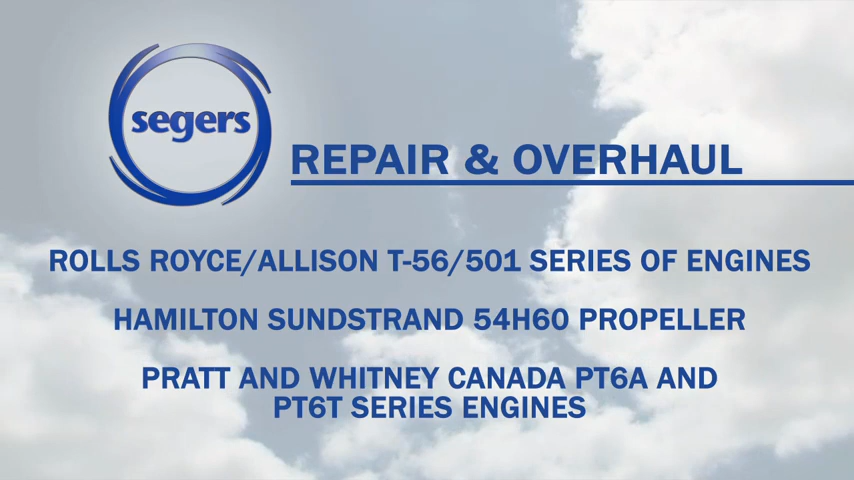 segers
REPAIR & OVERHAUL
ROLLS ROYCE/ALLISON T-56/501 SERIES OF ENGINES
HAMILTON SUNDSTRAND 54H60 PROPELLER
PRATT AND WHITNEY CANADA PT6A AND
PT6T SERIES ENGINES